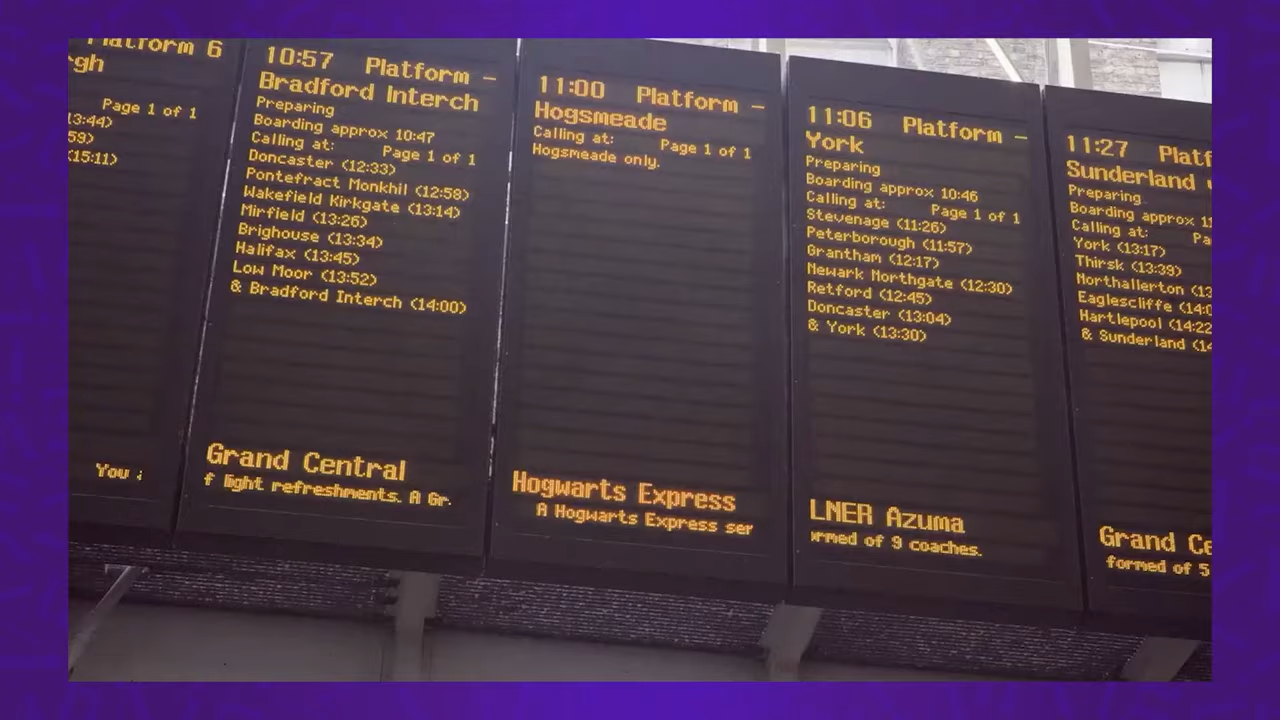 Platform 6
rgh
Page 1 of 1
13:44)
59)
(15:11)
You
10:57 Platform –
Bradford Interch
Preparing
Boarding approx 10:47
Calling at: Page 1 of 1
Doncaster (12:33)
Pontefract Monkhil (12:58)
Wakefield Kirkgate (13:14)
Mirfield (13:26)
Brighouse (13:34)
Halifax (13:45)
Low Moor (13:52)
& Bradford Interch (14:00)
Grand Central
f light refreshments. A Gr.
11:00 Platform –
Hogsmeade
Calling at: Page 1 of 1
Hogsmeade only.
Hogwarts Express
A Hogwarts Express ser
11:06 Platform –
York
Preparing
Boarding approx 10:46
Calling at: Page 1 of 1
Stevenage (11:26)
Peterborough (11:57)
Grantham (12:17)
Newark Northgate (12:30)
Retford (12:45)
Doncaster (13:04)
& York (13:30)
LNER Azuma
ormed of 9 coaches.
11:27 Platf
Sunderland
Preparing
Boarding approx 11
Calling at: Pa
York (13:17)
Thirsk (13:39)
Northallerton (13
Eaglescliffe (14:0
Hartlepool (14:22
& Sunderland (14
Grand Ce
formed of 5